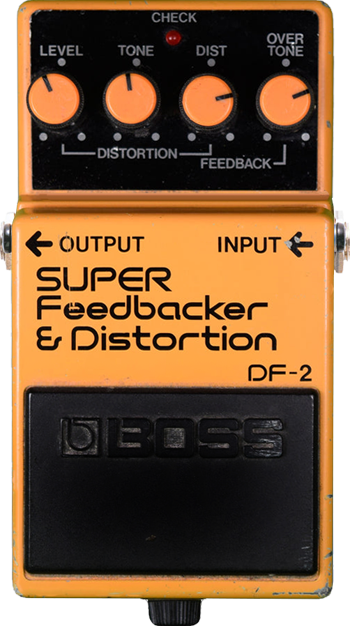 CHECK
LEVEL TONE DIST OVER TONE
DISTORTION
FEEDBACK
OUTPUT INPUT
SUPER
Feedbacker
& Distortion
DF-2
BOSS